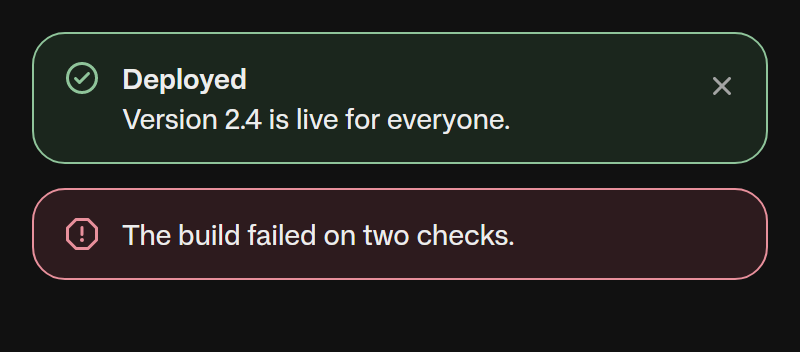 Deployed
Version 2.4 is live for everyone.
The build failed on two checks.